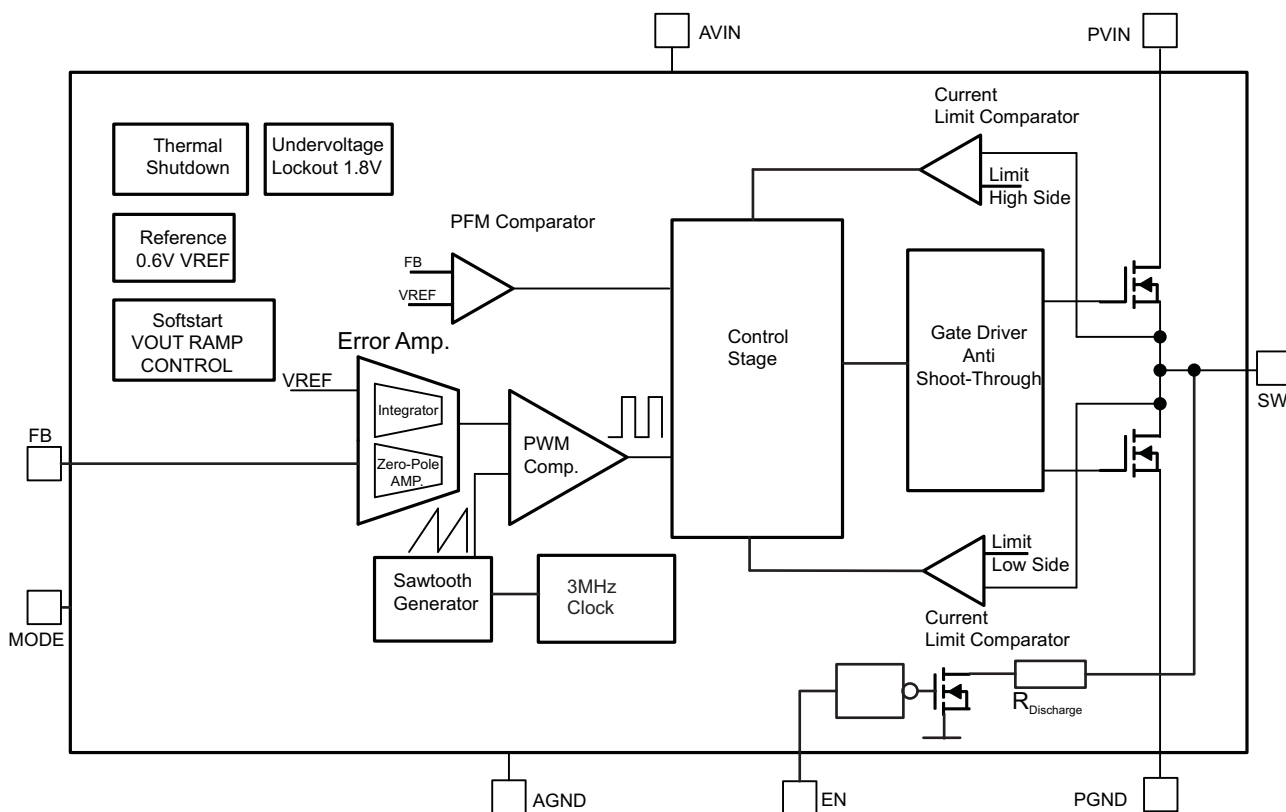 AVIN
PVIN
Current
Limit Comparator
Thermal
Shutdown
Undervoltage
Lockout 1.8V
Limit
High Side
Reference
0.6V VREF
PFM Comparator
FB
VREF
Softstart
VOUT RAMP
CONTROL
Error Amp.
VREF
Integrator
Zero-Pole
AMP.
PWM
Comp.
Control
Stage
Gate Driver
Anti
Shoot-Through
SW
FB
Sawtooth
Generator
3MHz
Clock
Limit
Low Side
Current
Limit Comparator
MODE
RDischarge
AGND
EN
PGND